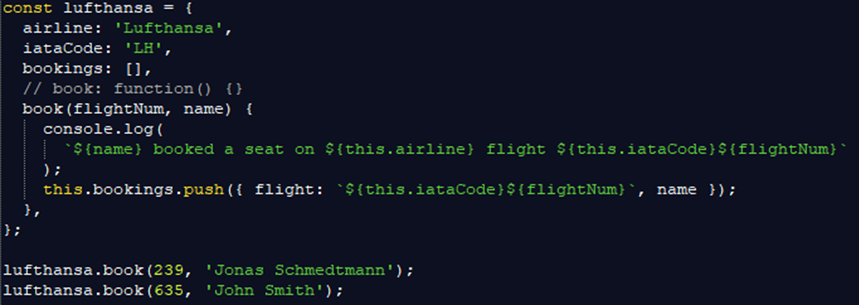 const lufthansa = {
  airline: 'Lufthansa',
  iataCode: 'LH',
  bookings: [],
  // book: function() {}
  book(flightNum, name) {
    console.log(
      `${name} booked a seat on ${this.airline} flight ${this.iataCode}${flightNum}`
    );
    this.bookings.push({ flight: `${this.iataCode}${flightNum}`, name });
  },
};

lufthansa.book(239, 'Jonas Schmedtmann');
lufthansa.book(635, 'John Smith');